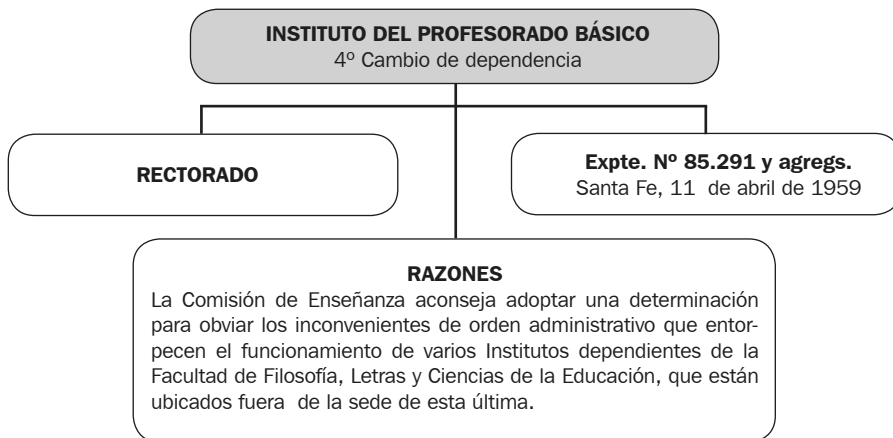 INSTITUTO DEL PROFESORADO BÁSICO
4º Cambio de dependencia
RECTORADO
Expte. Nº 85.291 y agregs.
Santa Fe, 11 de abril de 1959
RAZONES
La Comisión de Enseñanza aconseja adoptar una determinación
para obviar los inconvenientes de orden administrativo que entor-
pecen el funcionamiento de varios Institutos dependientes de la
Facultad de Filosofía, Letras y Ciencias de la Educación, que están
ubicados fuera de la sede de esta última.